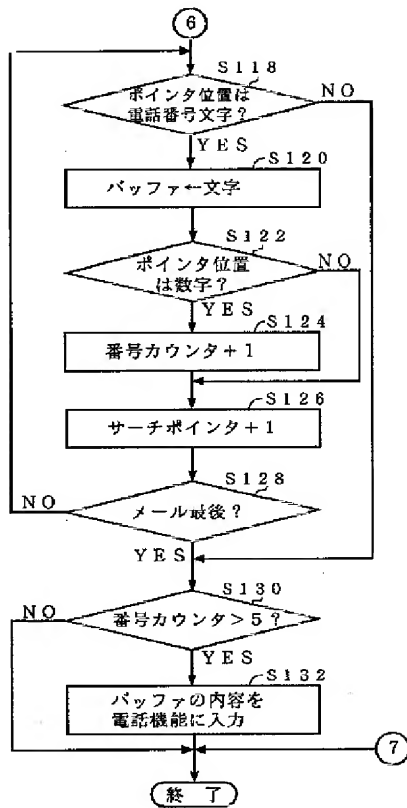 6
S118
ポインタ位置は
電話番号文字?
NO
YES
S120
バッファ←文字
S122
ポインタ位置
は数字?
NO
YES
S124
番号カウンタ+1
S126
サーチポインタ+1
S128
NO
メール最後?
YES
S130
NO
番号カウンタ>5?
YES
S132
バッファの内容を
電話機能に入力
7
終 了